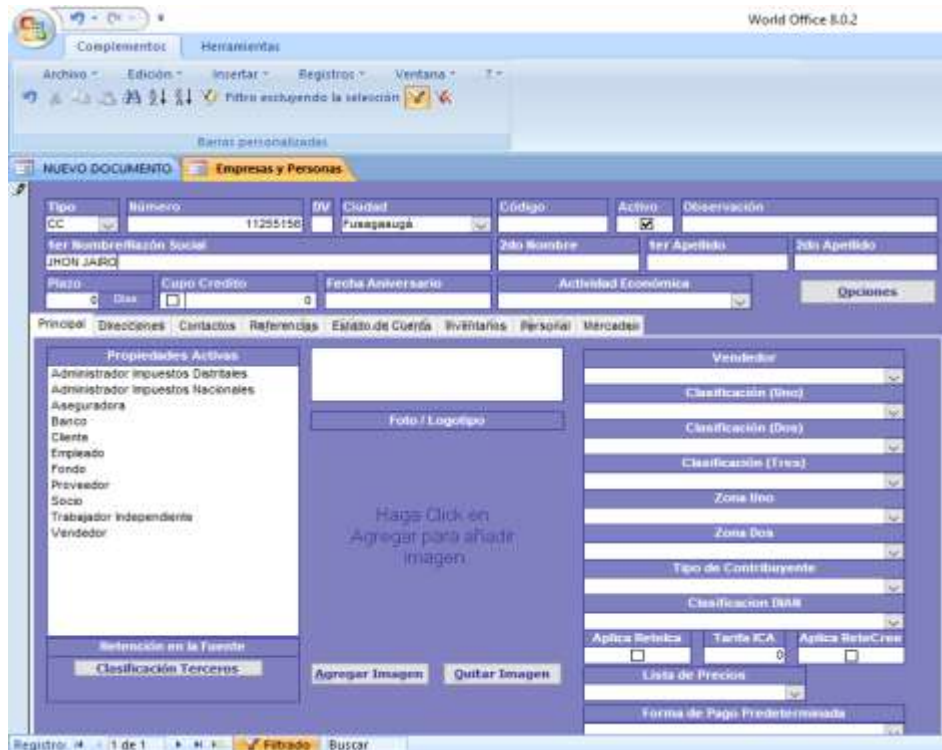 World Office 8.0.2
Complementos Herramientas
Archivo Edición Insertar Registros Ventana ?
Filtro excluyendo la selección
Barras personalizadas
NUEVO DOCUMENTO Empresas y Personas
Tipo Número DV Ciudad Código Activo Observación
CC 11255156 Fusagasugá
1er Nombre/Razón Social 2do Nombre 1er Apellido 2do Apellido
JHON JAIRO
Plazo Cupo Credito Fecha Aniversario Actividad Económica
0 Dias 0 Opciones
Principal Direcciones Contactos Referencias Estado de Cuenta Inventarios Personal Mercadeo
Propiedades Activas
Administrador Impuestos Distritales
Administrador Impuestos Nacionales
Aseguradora
Banco
Cliente
Empleado
Fondo
Proveedor
Socio
Trabajador Independiente
Vendedor
Retención en la Fuente
Clasificación Terceros
Foto / Logotipo
Haga Click en
Agregar para añadir
imagen
Agregar Imagen Quitar Imagen
Vendedor
Clasificación (Uno)
Clasificación (Dos)
Clasificación (Tres)
Zona Uno
Zona Dos
Tipo de Contribuyente
Clasificacion DIAN
Aplica ReteIca Tarifa ICA Aplica ReteCree
0
Lista de Precios
Forma de Pago Predeterminada
Registro: 1 de 1 Filtrado Buscar